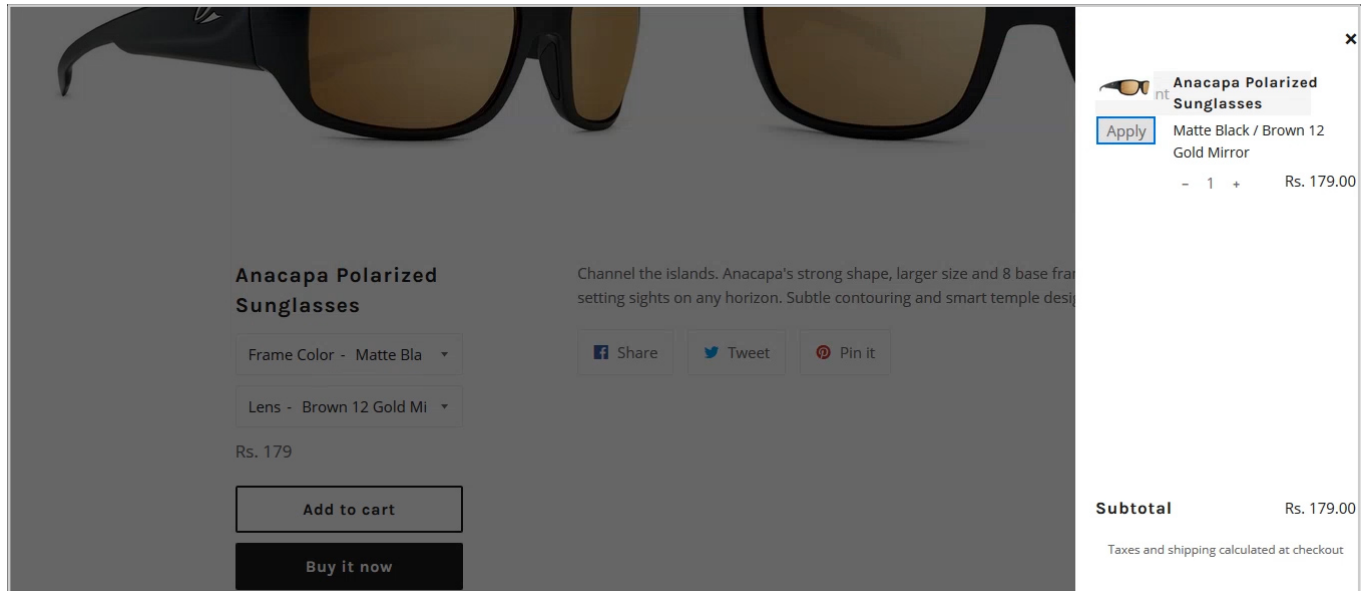 ×
nt
Anacapa Polarized
Sunglasses
Apply
Matte Black / Brown 12
Gold Mirror
- 1 +
Rs. 179.00
Anacapa Polarized
Sunglasses
Frame Color - Matte Bla
Lens - Brown 12 Gold Mi
Rs. 179
Add to cart
Buy it now
Channel the islands. Anacapa's strong shape, larger size and 8 base
setting sights on any horizon. Subtle contouring and smart temple
Share
Tweet
Pin it
Subtotal
Rs. 179.00
Taxes and shipping calculated at checkout